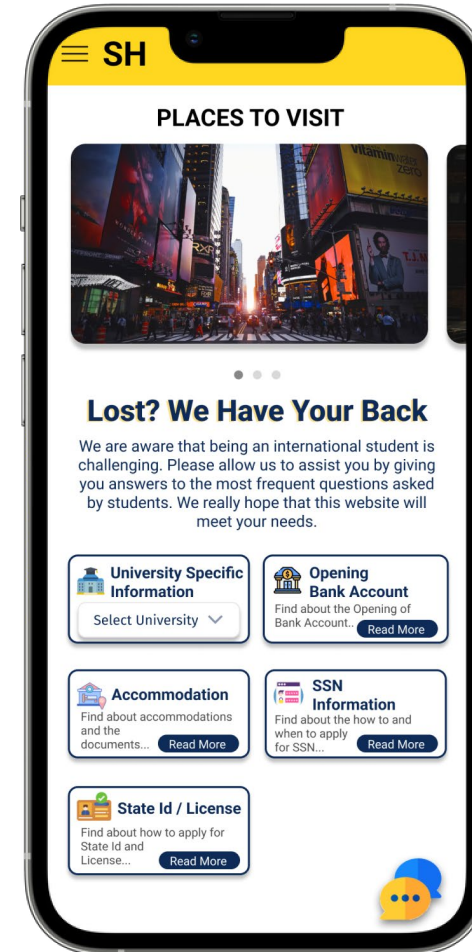 SH
PLACES TO VISIT
Vitaminwater
zero
RXR
T.J.
Lost? We Have Your Back
We are aware that being an international student is
challenging. Please allow us to assist you by giving
you answers to the most frequent questions asked
by students. We really hope that this website will
meet your needs.
University Specific
Information
Select University
Opening
Bank Account
Find about the Opening of
Bank Account..
Read More
Accommodation
Find about accommodations
and the
documents...
Read More
SSN
Information
Find about the how to and
when to apply
for SSN...
Read More
State Id / License
Find about how to apply for
State Id and
License...
Read More